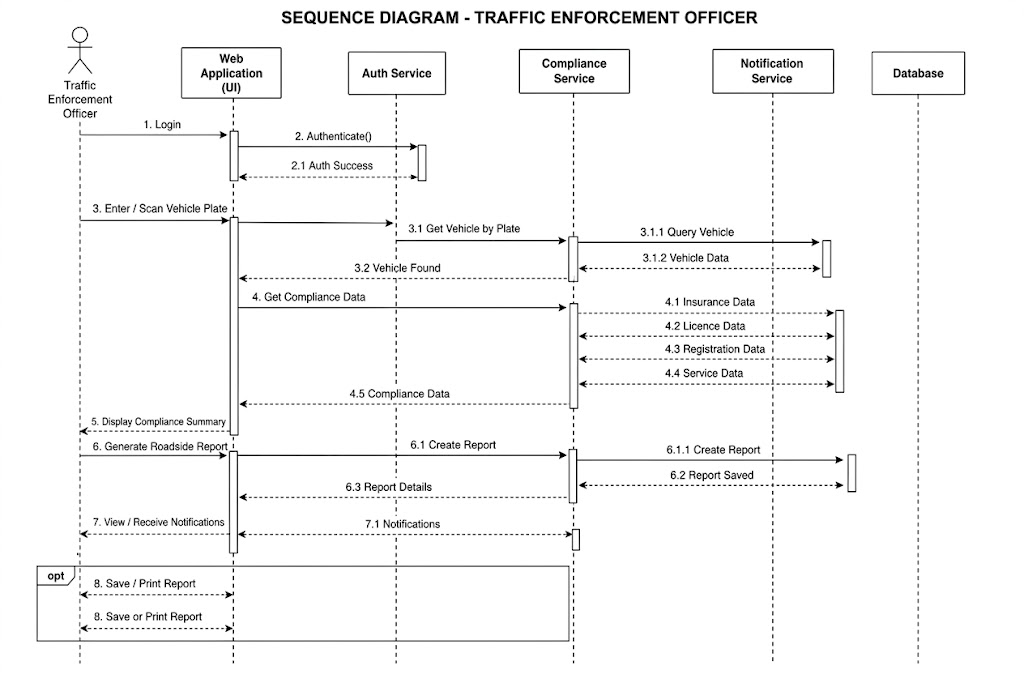 SEQUENCE DIAGRAM - TRAFFIC ENFORCEMENT OFFICER
Traffic
Enforcement
Officer
Web
Application
(UI)
Auth Service
Compliance
Service
Notification
Service
Database
1. Login
2. Authenticate()
2.1 Auth Success
3. Enter / Scan Vehicle Plate
3.1 Get Vehicle by Plate
3.1.1 Query Vehicle
3.1.2 Vehicle Data
3.2 Vehicle Found
4. Get Compliance Data
4.1 Insurance Data
4.2 Licence Data
4.3 Registration Data
4.4 Service Data
4.5 Compliance Data
5. Display Compliance Summary
6. Generate Roadside Report
6.1 Create Report
6.1.1 Create Report
6.2 Report Saved
6.3 Report Details
7. View / Receive Notifications
7.1 Notifications
opt
8. Save / Print Report
8. Save or Print Report